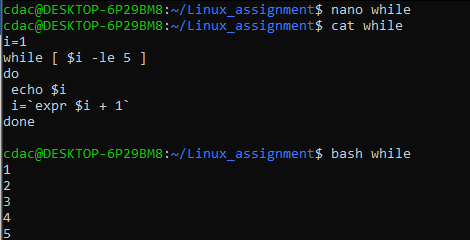 cdac@DESKTOP-6P29BM8:~/Linux_assignment$ nano while
cdac@DESKTOP-6P29BM8:~/Linux_assignment$ cat while
i=1
while [ $i -le 5 ]
do
 echo $i
 i=`expr $i + 1`
done

cdac@DESKTOP-6P29BM8:~/Linux_assignment$ bash while
1
2
3
4
5